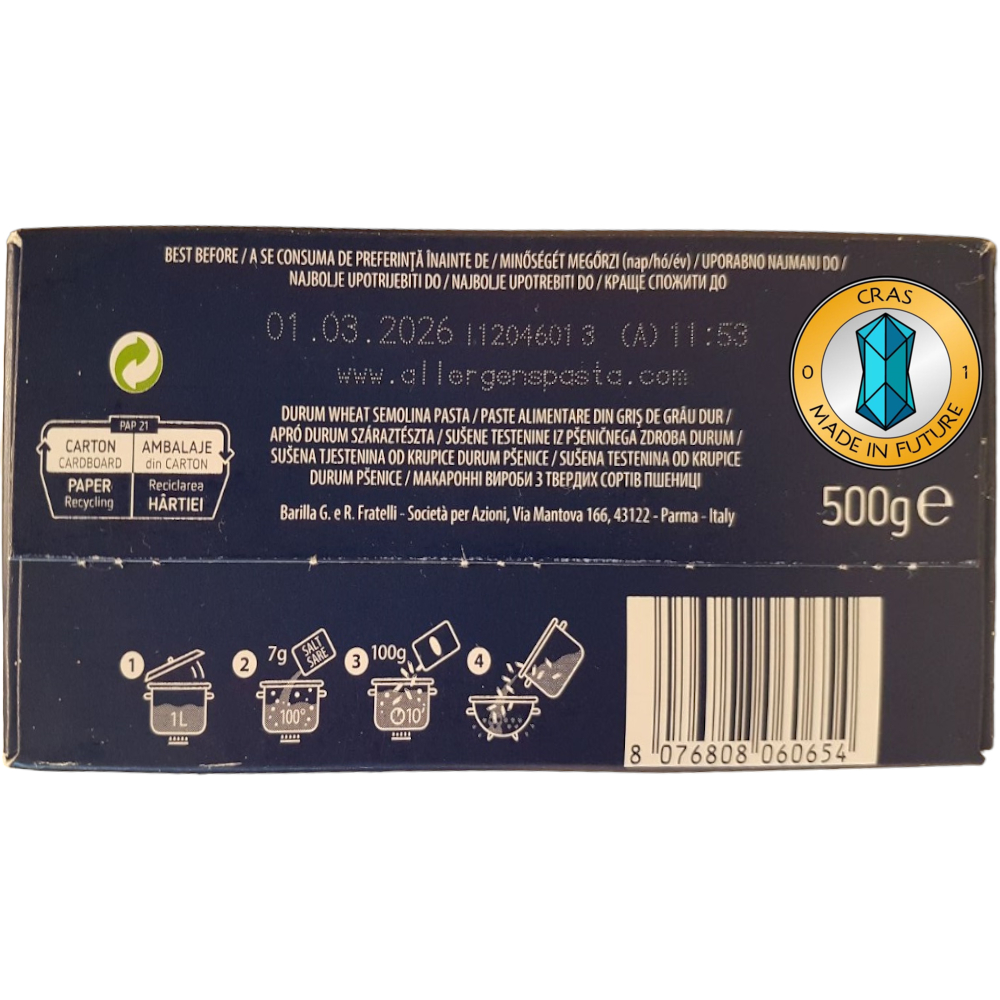 BEST BEFORE / A SE CONSUMA DE PREFERINȚĂ ÎNAINTE DE / MINŐSÉGÉT MEGŐRZI (nap/hó/év) / UPORABNO NAJMANJ DO /
NAJBOLJE UPOTRIJEBITI DO / NAJBOLJE UPOTREBITI DO / КРАЩЕ СПОЖИТИ ДО
01.03.2026 I12046013 (A) 11:53
www.allergenspasta.com
CRAS
0 1
MADE IN FUTURE
PAP 21
CARTON
CARDBOARD
AMBALAJE
din CARTON
PAPER
Recycling
Reciclarea
HÂRTIEI
DURUM WHEAT SEMOLINA PASTA / PASTE ALIMENTARE DIN GRIȘ DE GRÂU DUR /
APRÓ DURUM SZÁRAZTÉSZTA / SUŠENE TESTENINE IZ PŠENIČNEGA ZDROBA DURUM /
SUŠENA TJESTENINA OD KRUPICE DURUM PŠENICE / SUŠENA TESTENINA OD KRUPICE
DURUM PŠENICE / МАКАРОННІ ВИРОБИ З ТВЕРДИХ СОРТІВ ПШЕНИЦІ
Barilla G. e R. Fratelli - Società per Azioni, Via Mantova 166, 43122 - Parma - Italy
500g e
1
1L
2
7g
SALT
SARE
100°
3
100g
10'
4
8 076808 060654